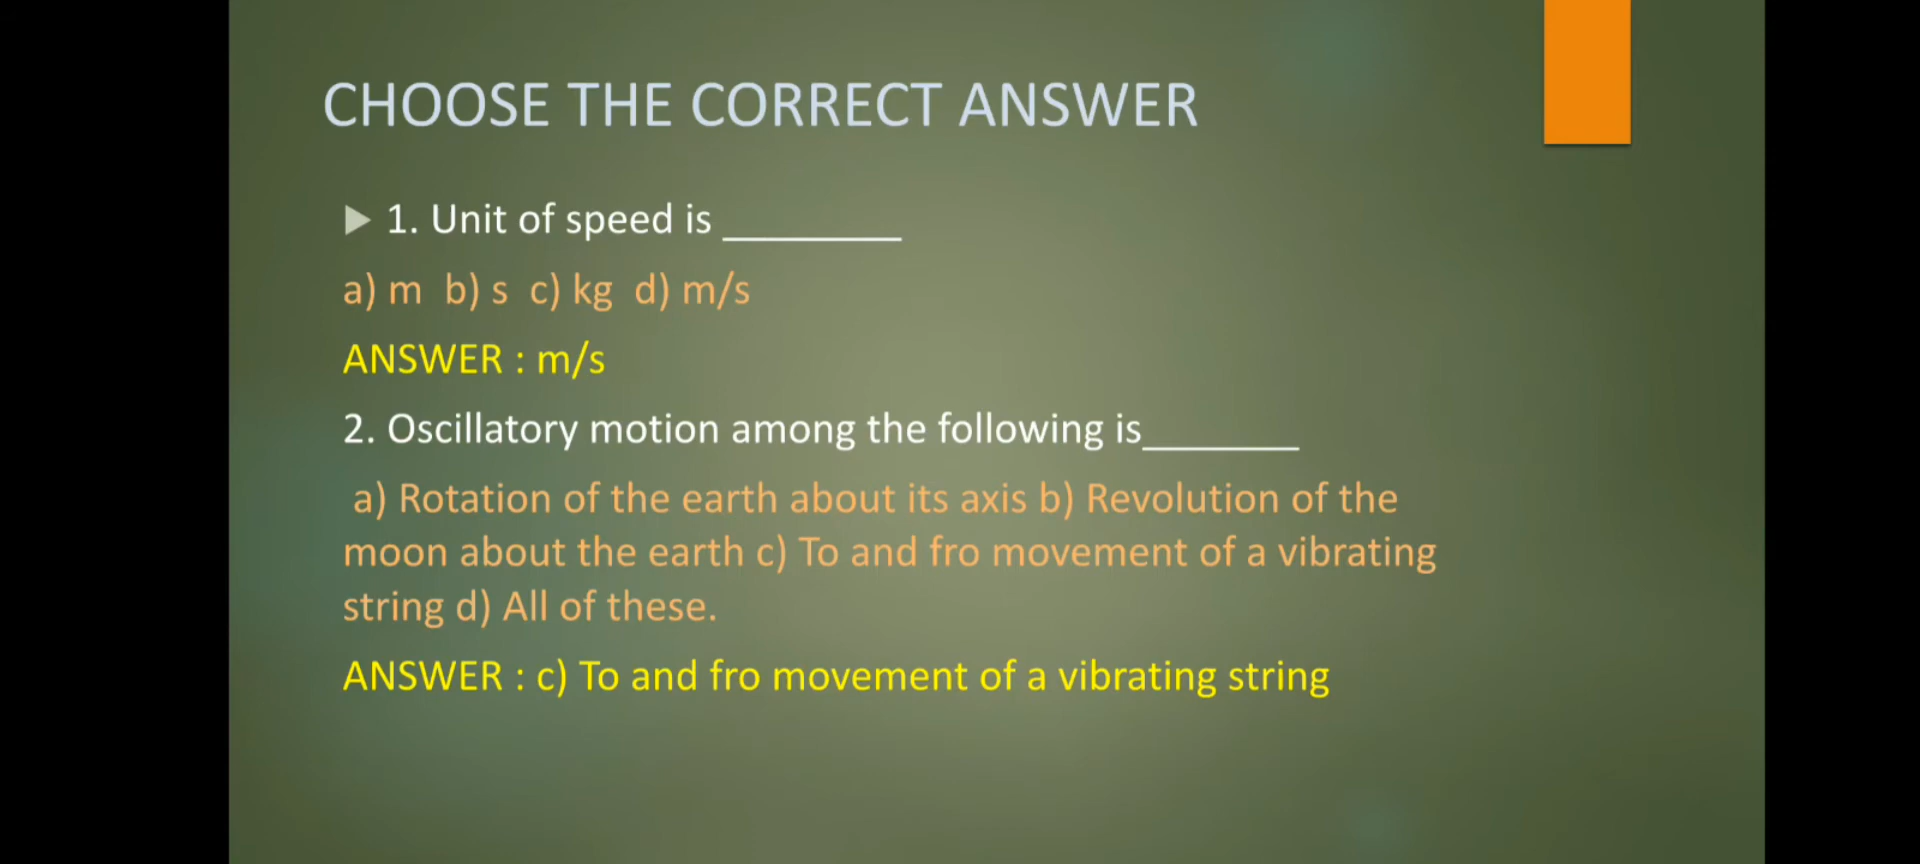 CHOOSE THE CORRECT ANSWER
1. Unit of speed is ________
a) m b) s c) kg d) m/s
ANSWER : m/s
2. Oscillatory motion among the following is_______
a) Rotation of the earth about its axis b) Revolution of the
moon about the earth c) To and fro movement of a vibrating
string d) All of these.
ANSWER : c) To and fro movement of a vibrating string